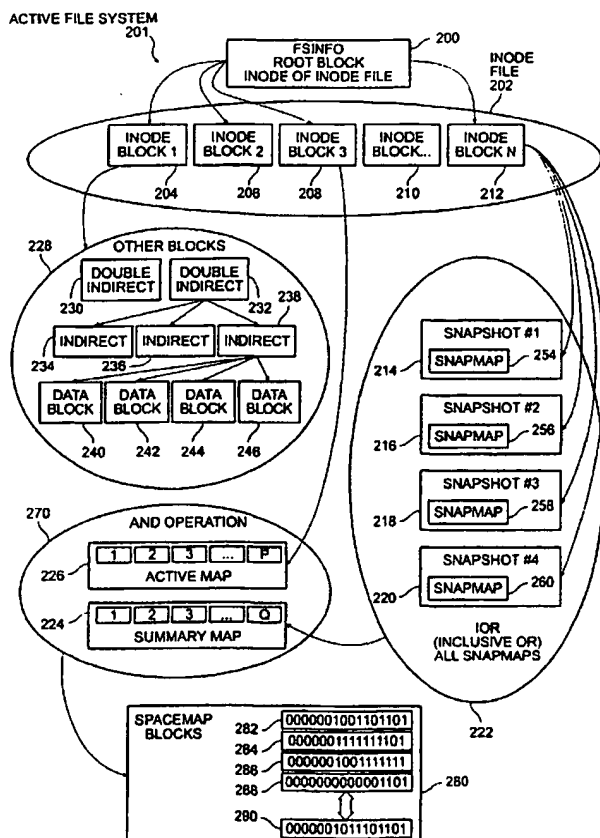 ACTIVE FILE SYSTEM
201
FSINFO
ROOT BLOCK
INODE OF INODE FILE
200
INODE
FILE
202
INODE
BLOCK 1
INODE
BLOCK 2
INODE
BLOCK 3
INODE
BLOCK...
INODE
BLOCK N
204
206
208
210
212
228
OTHER BLOCKS
DOUBLE
INDIRECT
DOUBLE
INDIRECT
230
232
238
INDIRECT
INDIRECT
INDIRECT
234
236
DATA
BLOCK
DATA
BLOCK
DATA
BLOCK
DATA
BLOCK
240
242
244
246
SNAPSHOT #1
SNAPMAP
254
214
SNAPSHOT #2
SNAPMAP
256
216
SNAPSHOT #3
SNAPMAP
258
218
SNAPSHOT #4
SNAPMAP
260
220
IOR
(INCLUSIVE OR)
ALL SNAPMAPS
222
270
AND OPERATION
1 2 3 ... P
226
ACTIVE MAP
1 2 3 ... Q
224
SUMMARY MAP
SPACEMAP
BLOCKS
282
0000001001101101
284
0000001111111101
286
0000001001111111
288
0000000000001101
280
290
0000001011101101